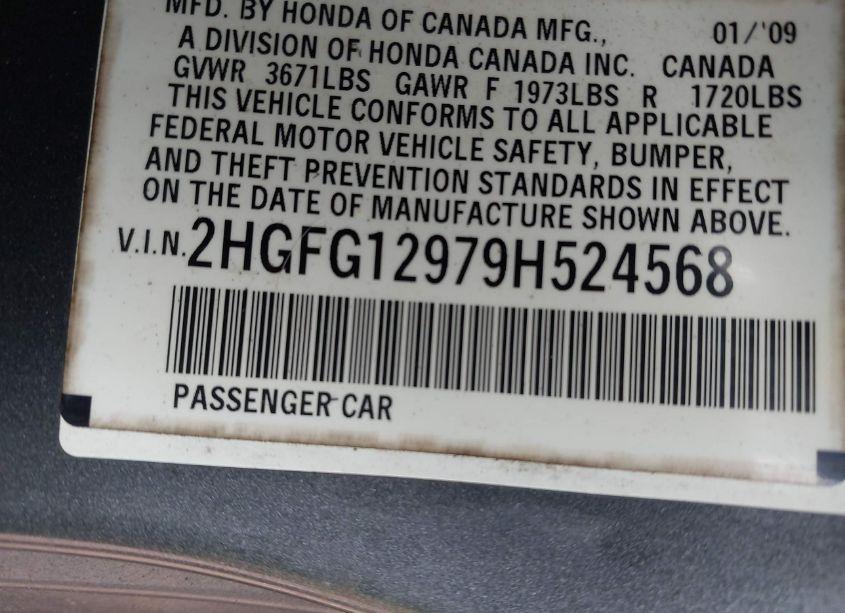 MFD. BY HONDA OF CANADA MFG., 01/'09
A DIVISION OF HONDA CANADA INC. CANADA
GVWR 3671LBS GAWR F 1973LBS R 1720LBS
THIS VEHICLE CONFORMS TO ALL APPLICABLE
FEDERAL MOTOR VEHICLE SAFETY, BUMPER,
AND THEFT PREVENTION STANDARDS IN EFFECT
ON THE DATE OF MANUFACTURE SHOWN ABOVE.
V.I.N. 2HGFG12979H524568
PASSENGER CAR